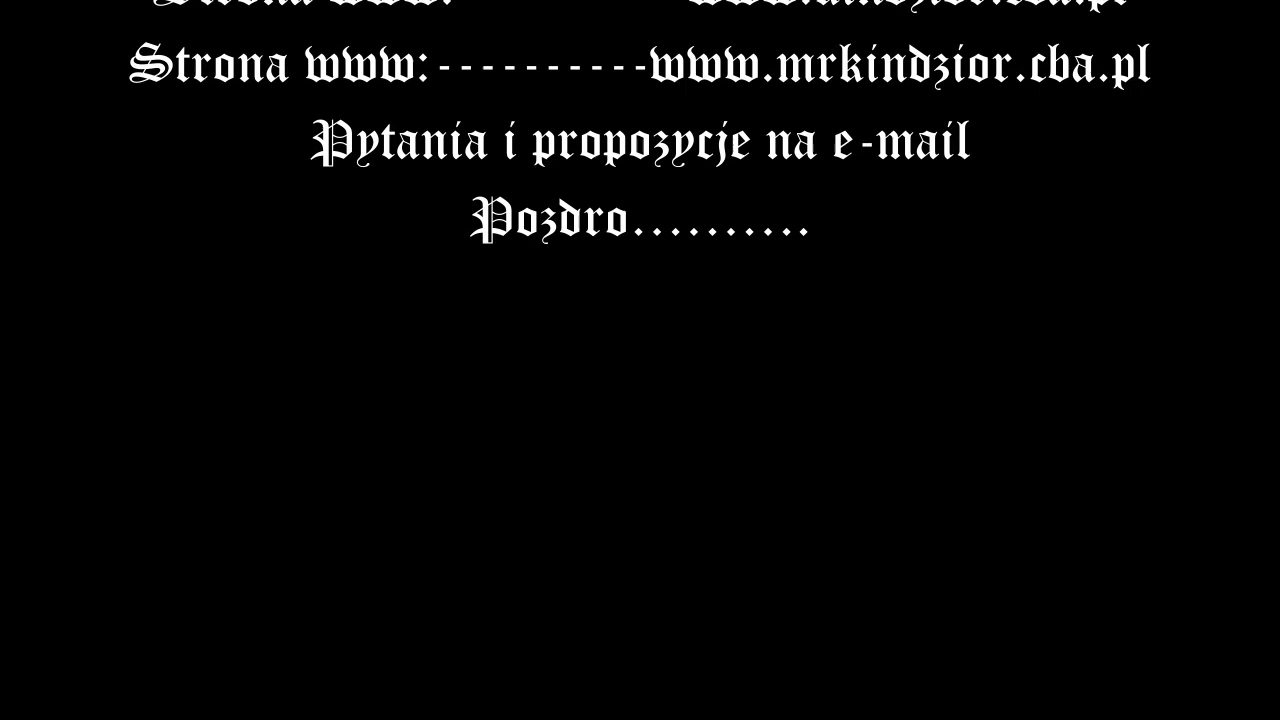 Strona www:----------www.mrkindzior.cba.pl
Pytania i propozycje na e-mail
Pozdro..........